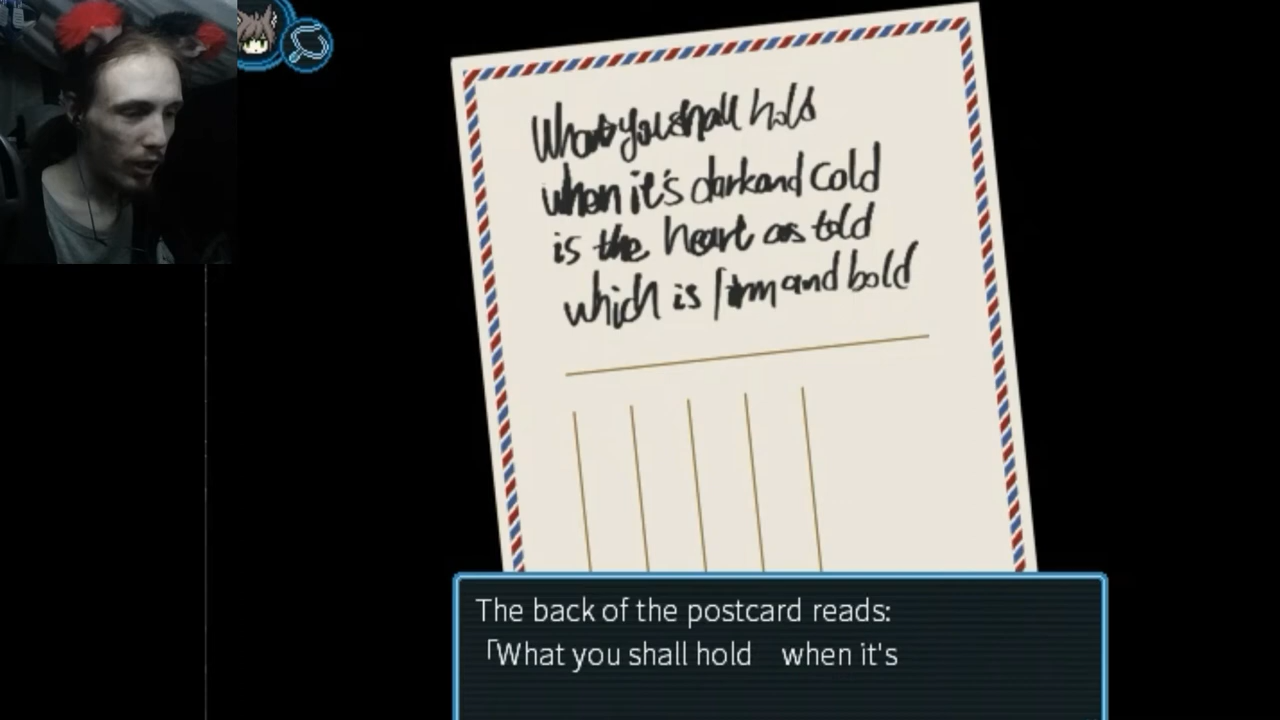 What you shall hold
when it's dark and cold
is the heart as told
which is firm and bold
The back of the postcard reads:
「What you shall hold when it's